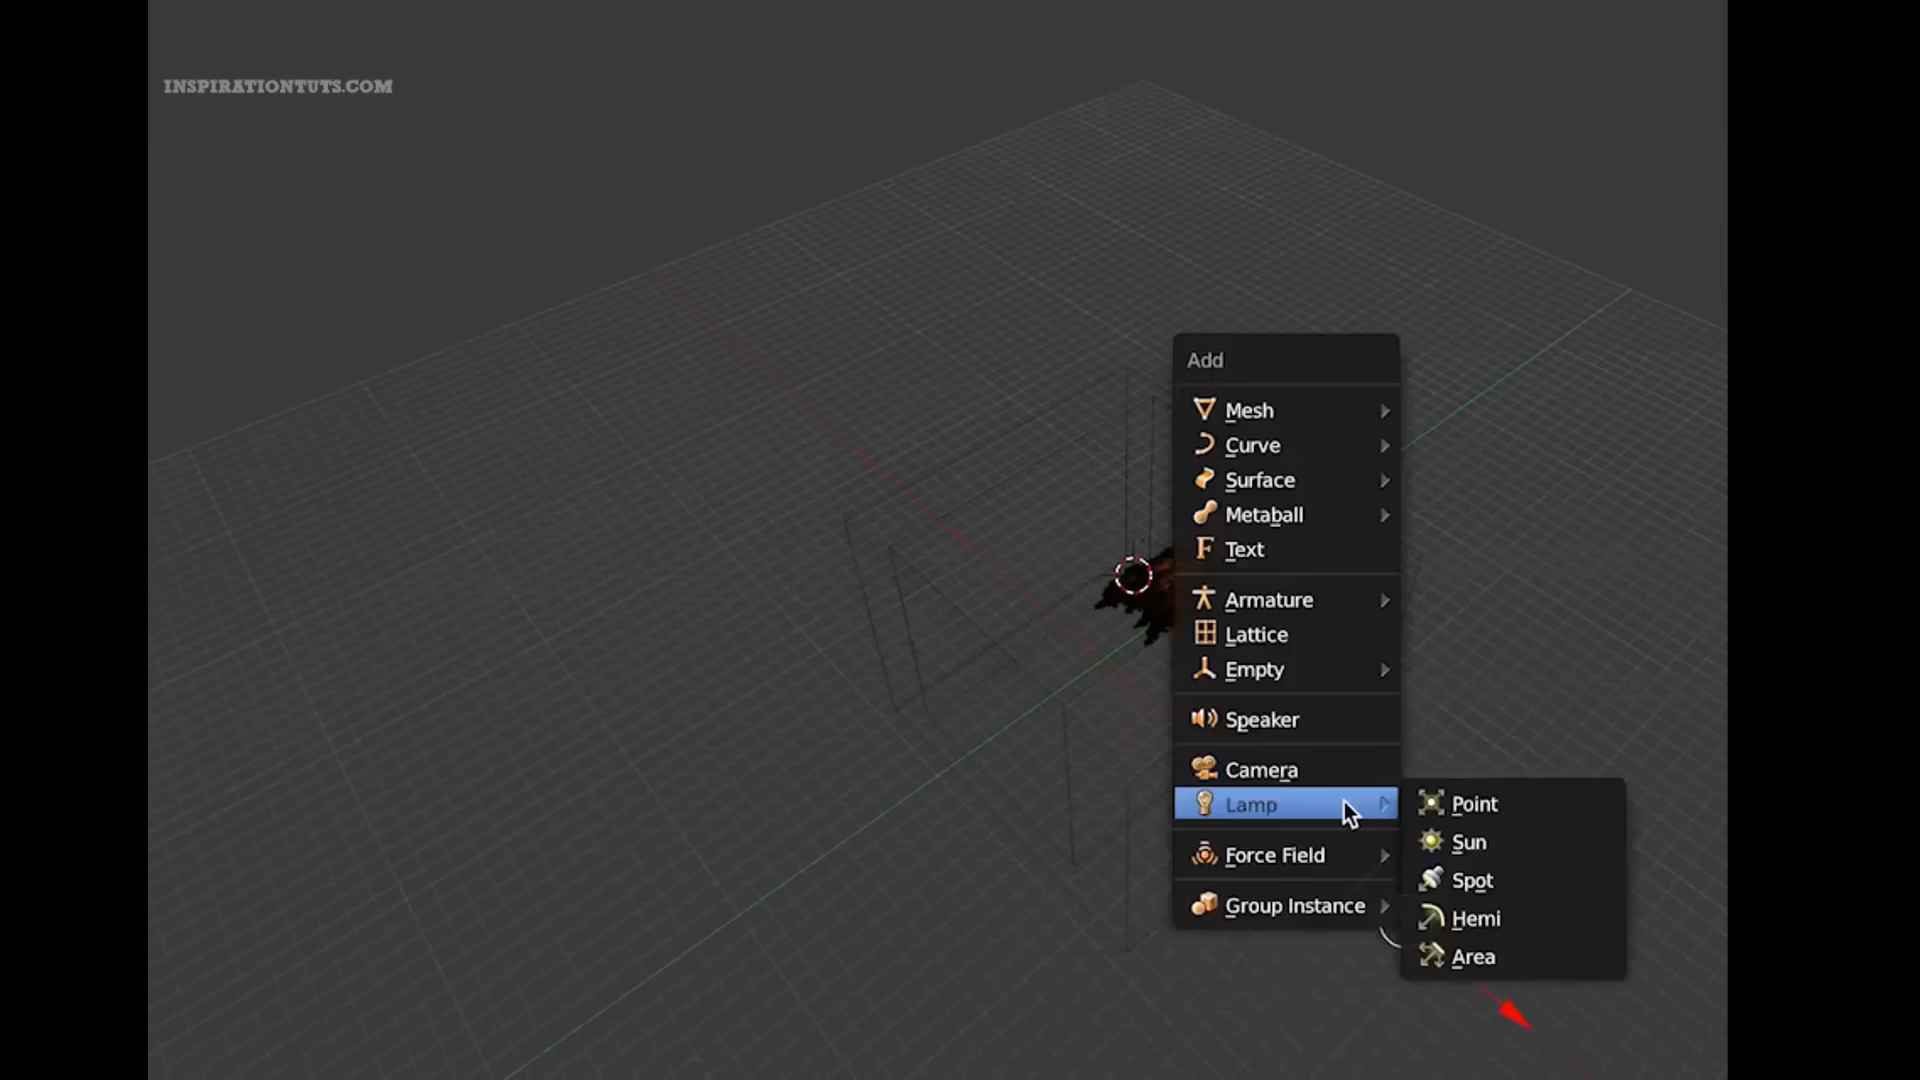 INSPIRATIONTUTS.COM
Add
Mesh
Curve
Surface
Metaball
Text
Armature
Lattice
Empty
Speaker
Camera
Lamp
Force Field
Group Instance
Point
Sun
Spot
Hemi
Area